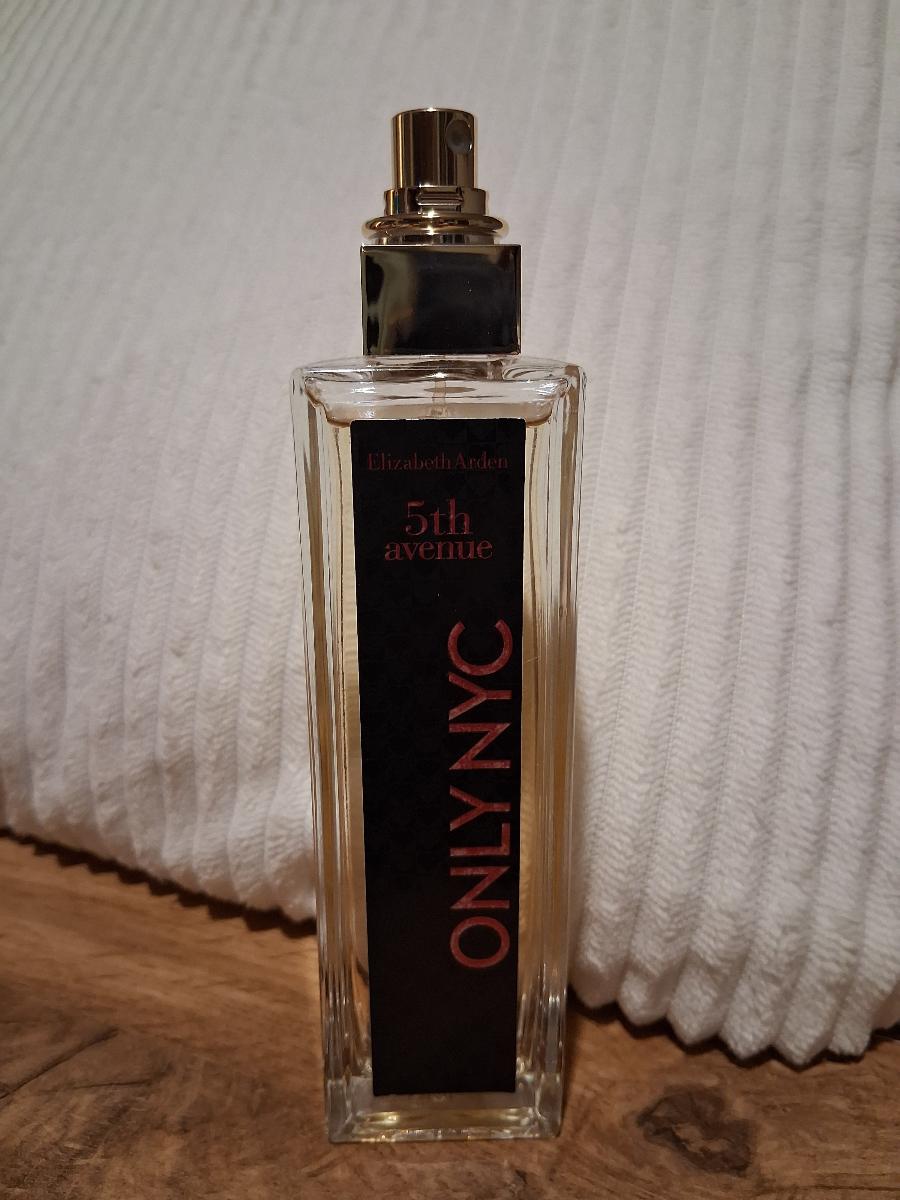 Elizabeth Arden
5th
avenue
ONLY NYC